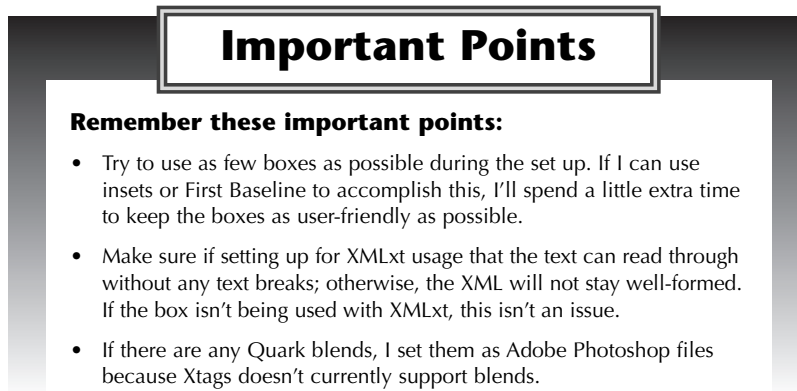 Important Points
Remember these important points:
• Try to use as few boxes as possible during the set up. If I can use
insets or First Baseline to accomplish this, I'll spend a little extra time
to keep the boxes as user-friendly as possible.
• Make sure if setting up for XMLxt usage that the text can read through
without any text breaks; otherwise, the XML will not stay well-formed.
If the box isn't being used with XMLxt, this isn't an issue.
• If there are any Quark blends, I set them as Adobe Photoshop files
because Xtags doesn't currently support blends.